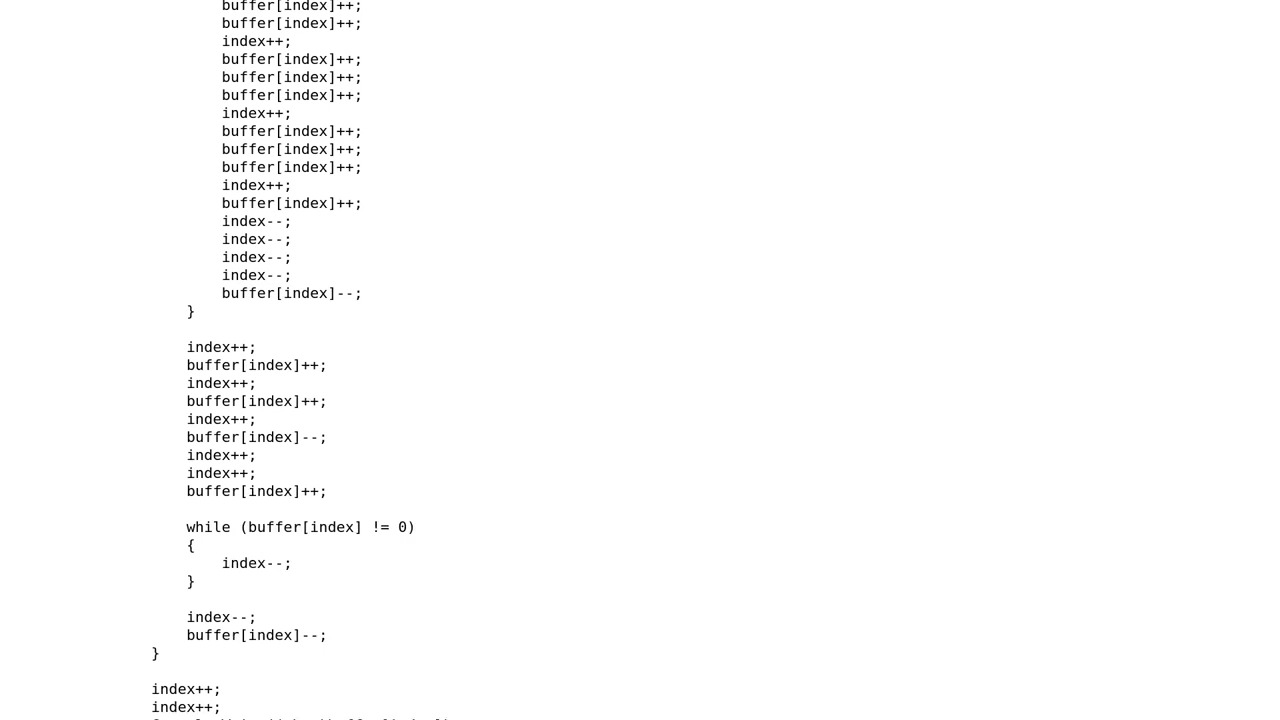 buffer[index]++;
buffer[index]++;
index++;
buffer[index]++;
buffer[index]++;
buffer[index]++;
index++;
buffer[index]++;
buffer[index]++;
buffer[index]++;
index++;
buffer[index]++;
index--;
index--;
index--;
index--;
buffer[index]--;
}
index++;
buffer[index]++;
index++;
buffer[index]++;
index++;
buffer[index]--;
index++;
index++;
buffer[index]++;
while (buffer[index] != 0)
{
index--;
}
index--;
buffer[index]--;
}
index++;
index++;